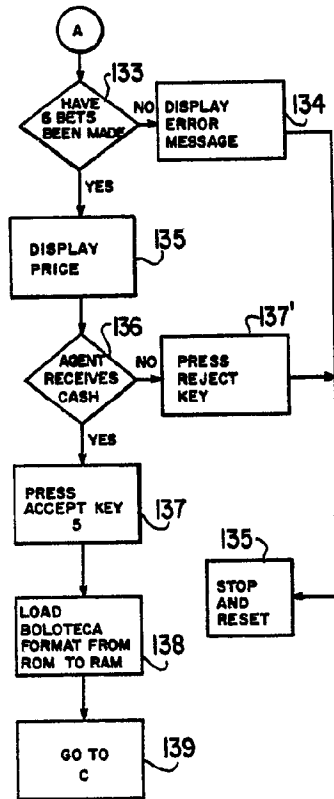 A
133
HAVE
6 BETS
BEEN MADE
NO
DISPLAY
ERROR
MESSAGE
134
YES
DISPLAY
PRICE
135
136
AGENT
RECEIVES
CASH
NO
PRESS
REJECT
KEY
137'
YES
PRESS
ACCEPT KEY
5
137
135
STOP
AND
RESET
LOAD
BOLOTECA
FORMAT FROM
ROM TO RAM
138
GO TO
C
139